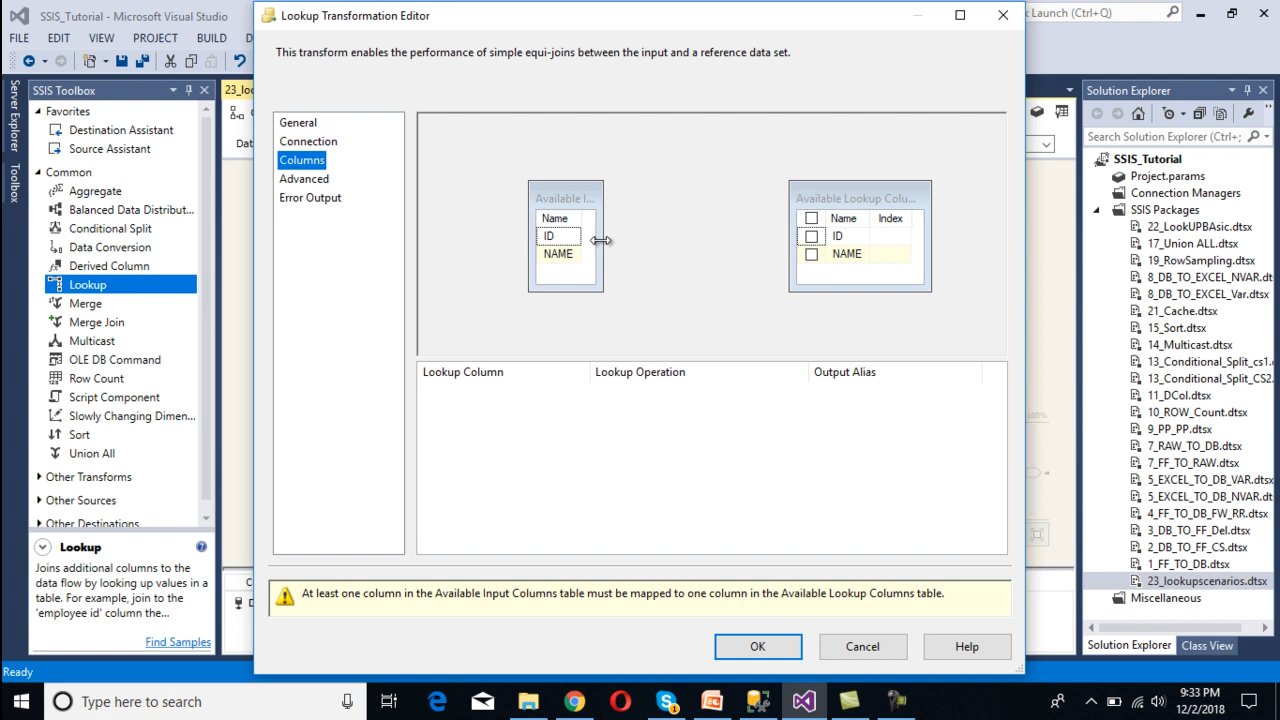 SSIS_Tutorial - Microsoft Visual Studio
Lookup Transformation Editor
Launch (Ctrl+Q)
FILE EDIT VIEW PROJECT BUILD
This transform enables the performance of simple equi-joins between the input and a reference data set.
Server Explorer
Toolbox
SSIS Toolbox
Favorites
Destination Assistant
Source Assistant
Common
Aggregate
Balanced Data Distribut...
Conditional Split
Data Conversion
Derived Column
Lookup
Merge
Merge Join
Multicast
OLE DB Command
Row Count
Script Component
Slowly Changing Dimen...
Sort
Union All
Other Transforms
Other Sources
Other Destinations
Lookup
Joins additional columns to the
data flow by looking up values in a
table. For example, join to the
'employee id' column the...
Find Samples
General
Connection
Columns
Advanced
Error Output
Available I...
Name
ID
NAME
Available Lookup Colu...
Name Index
ID
NAME
Lookup Column Lookup Operation Output Alias
At least one column in the Available Input Columns table must be mapped to one column in the Available Lookup Columns table.
OK Cancel Help
100%
Solution Explorer
Search Solution Explorer (Ctrl+;
SSIS_Tutorial
Project.params
Connection Managers
SSIS Packages
22_LookUPBAsic.dtsx
17_Union ALL.dtsx
19_RowSampling.dtsx
8_DB_TO_EXCEL_NVAR.dt
8_DB_TO_EXCEL_Var.dtsx
21_Cache.dtsx
15_Sort.dtsx
14_Multicast.dtsx
13_Conditional_Split_cs1.
13_Conditional_Split_CS2.
11_DCol.dtsx
10_ROW_Count.dtsx
9_PP_PP.dtsx
7_RAW_TO_DB.dtsx
7_FF_TO_RAW.dtsx
5_EXCEL_TO_DB_VAR.dtsx
5_EXCEL_TO_DB_NVAR.dt
4_FF_TO_DB_FW_RR.dtsx
3_DB_TO_FF_Del.dtsx
2_DB_TO_FF_CS.dtsx
1_FF_TO_DB.dtsx
23_lookupscenarios.dtsx
Miscellaneous
Solution Explorer Class View
Ready
Type here to search
9:33 PM
12/2/2018